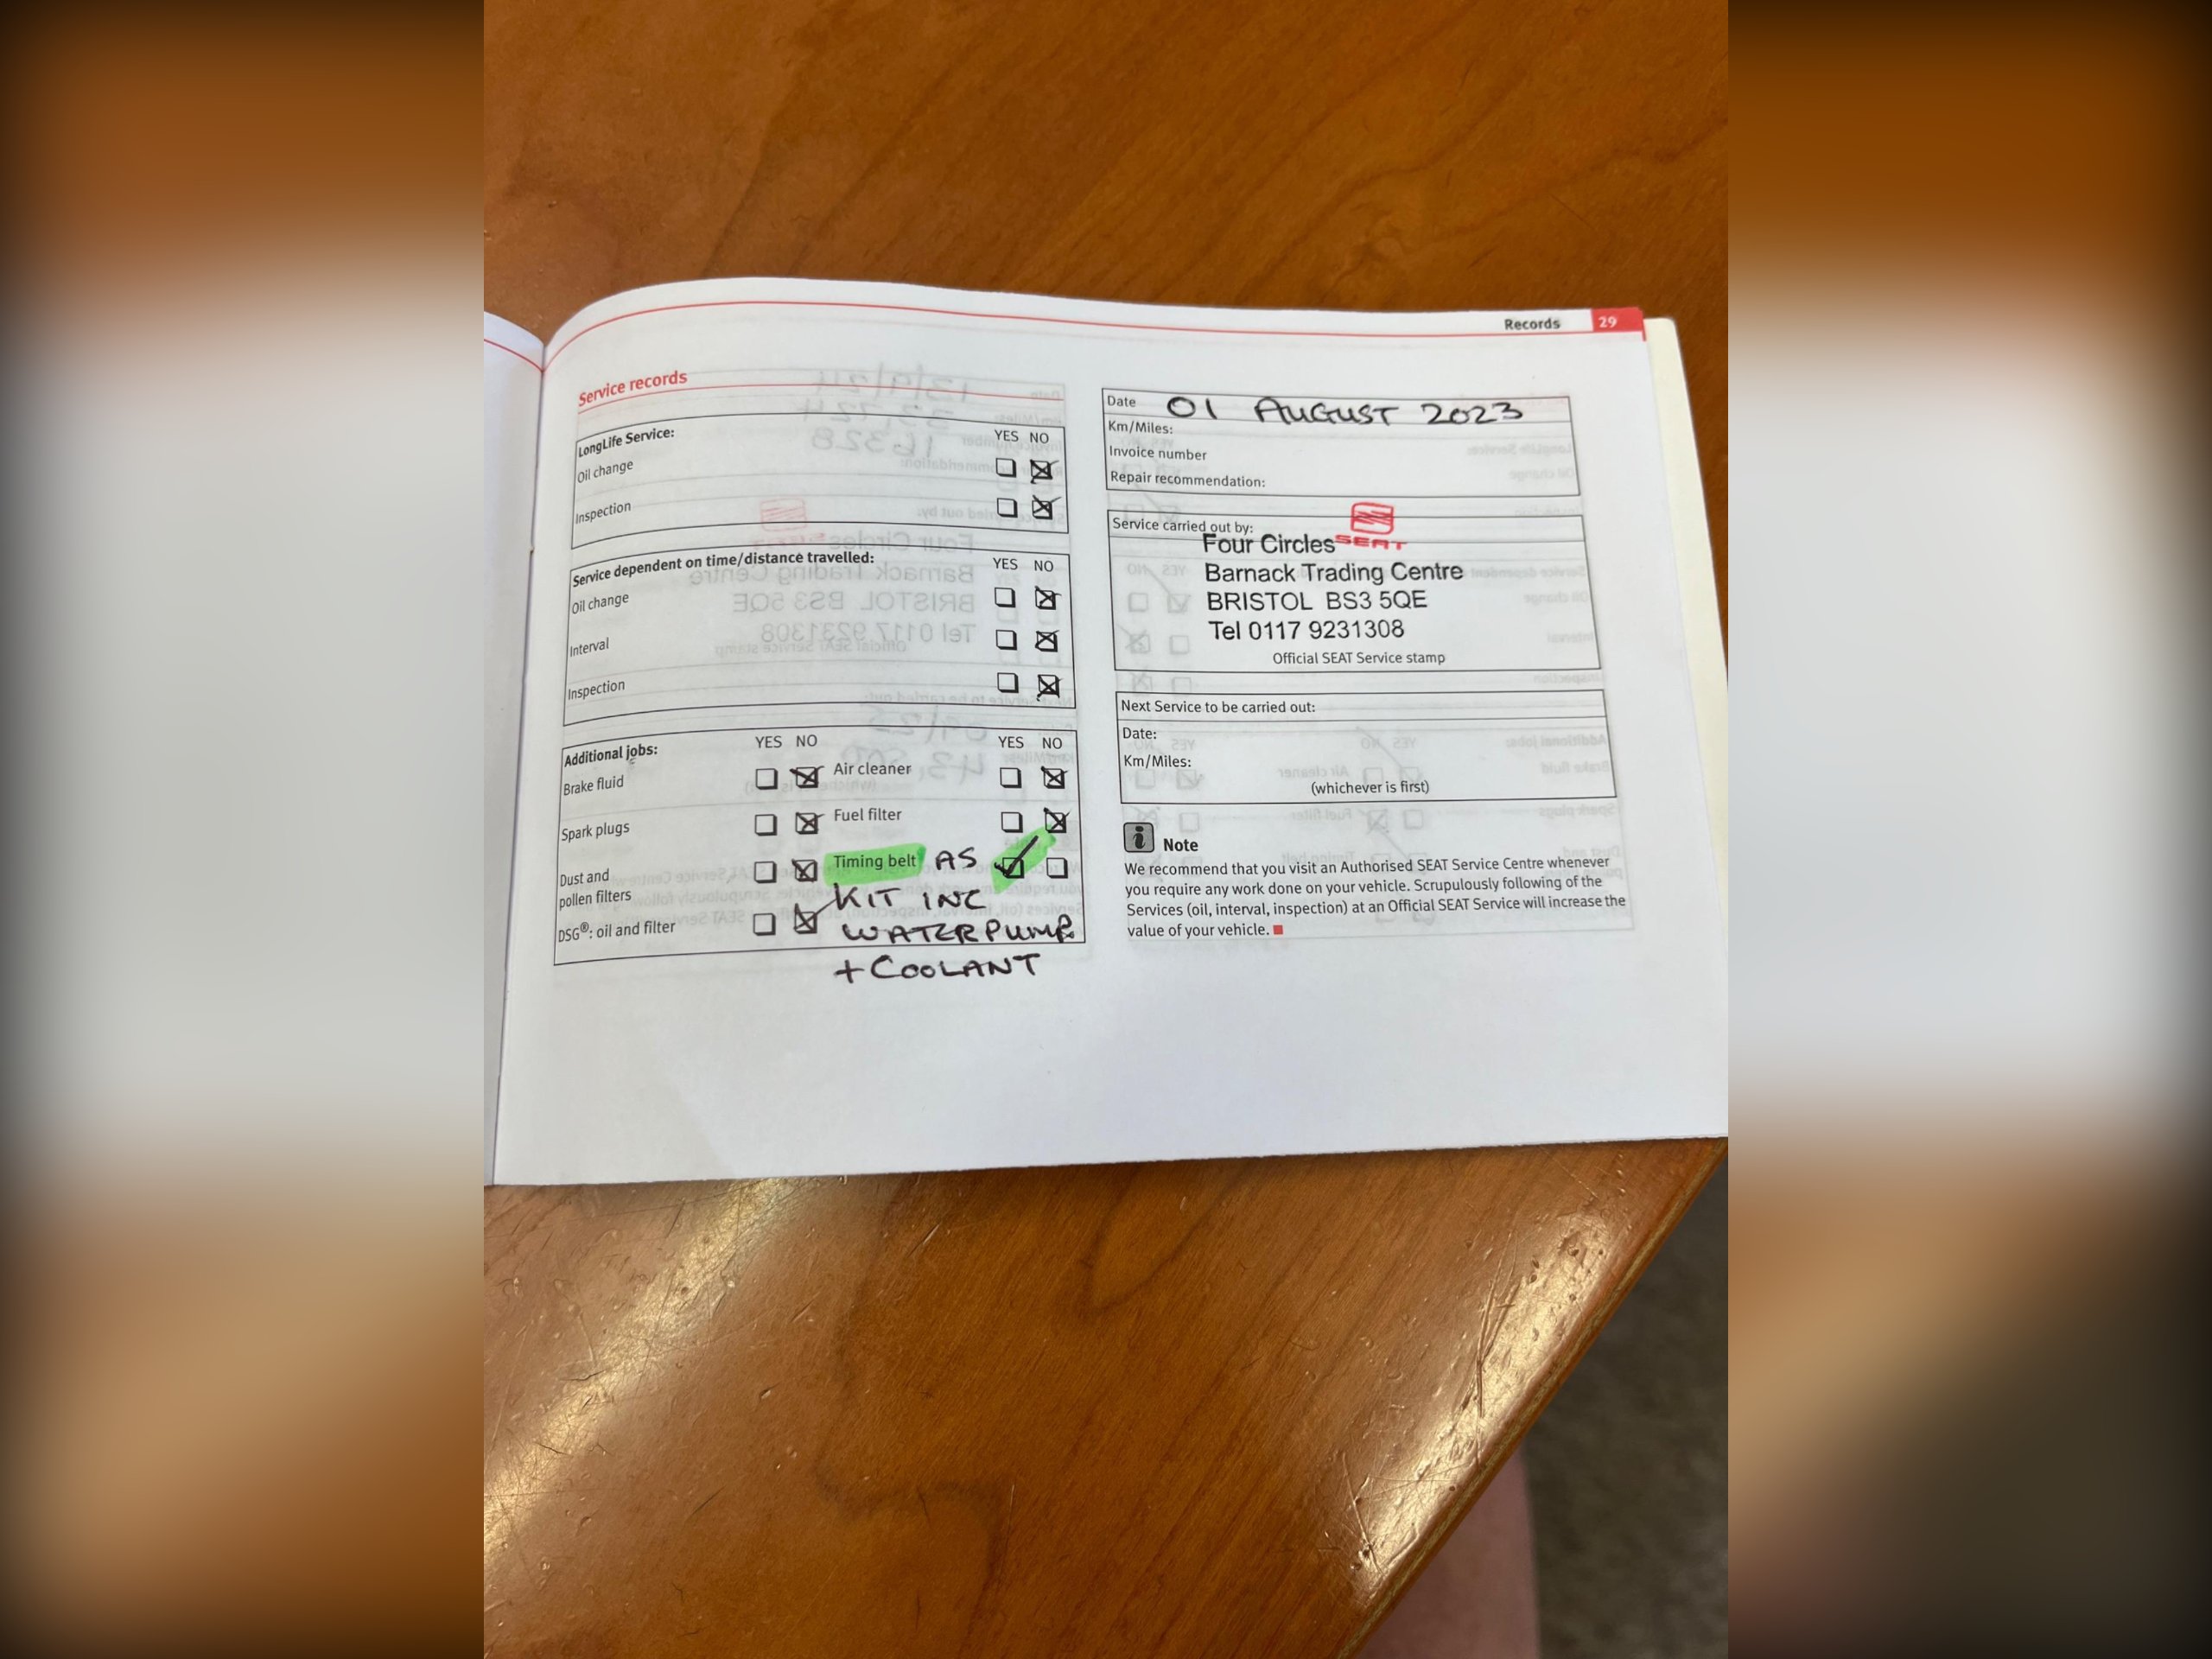 Records 29
Service records
LongLife Service: YES NO
Oil change
Inspection
Service dependent on time/distance travelled: YES NO
Oil change
Interval
Inspection
Additional jobs: YES NO YES NO
Brake fluid Air cleaner
Spark plugs Fuel filter
Dust and pollen filters Timing belt AS
DSG®: oil and filter KIT INC
WATERPUMP
+COOLANT
Date 01 AUGUST 2023
Km/Miles:
Invoice number
Repair recommendation:
Service carried out by:
SEAT
Four Circles
Barnack Trading Centre
BRISTOL BS3 5QE
Tel 0117 9231308
Official SEAT Service stamp
Next Service to be carried out:
Date:
Km/Miles:
(whichever is first)
i Note
We recommend that you visit an Authorised SEAT Service Centre whenever
you require any work done on your vehicle. Scrupulously following of the
Services (oil, interval, inspection) at an Official SEAT Service will increase the
value of your vehicle.